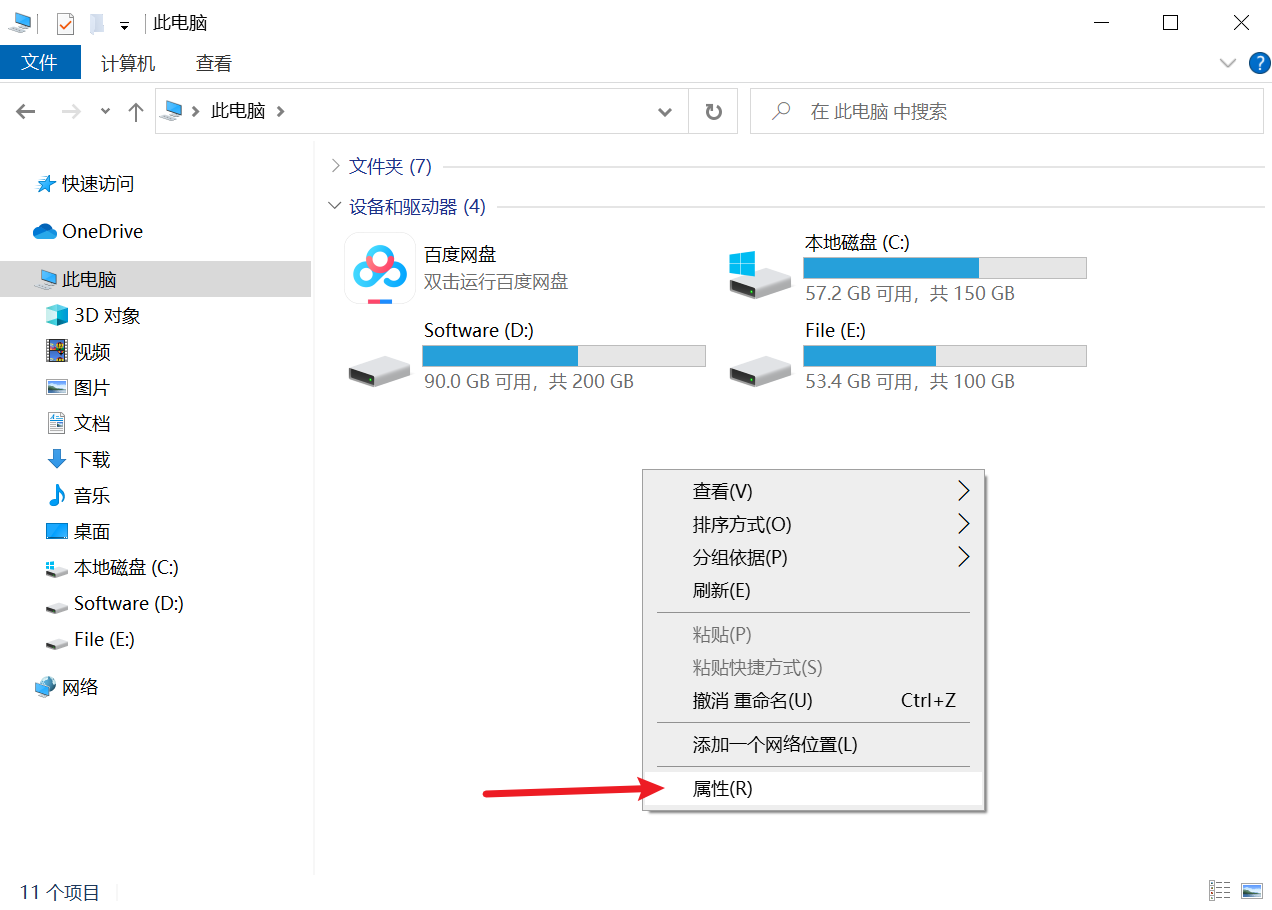 此电脑
文件 计算机 查看
此电脑
在 此电脑 中搜索
快速访问
OneDrive
此电脑
3D 对象
视频
图片
文档
下载
音乐
桌面
本地磁盘 (C:)
Software (D:)
File (E:)
网络
文件夹 (7)
设备和驱动器 (4)
百度网盘
双击运行百度网盘
本地磁盘 (C:)
57.2 GB 可用，共 150 GB
Software (D:)
90.0 GB 可用，共 200 GB
File (E:)
53.4 GB 可用，共 100 GB
查看(V)
排序方式(O)
分组依据(P)
刷新(E)
粘贴(P)
粘贴快捷方式(S)
撤消 重命名(U) Ctrl+Z
添加一个网络位置(L)
属性(R)
11 个项目